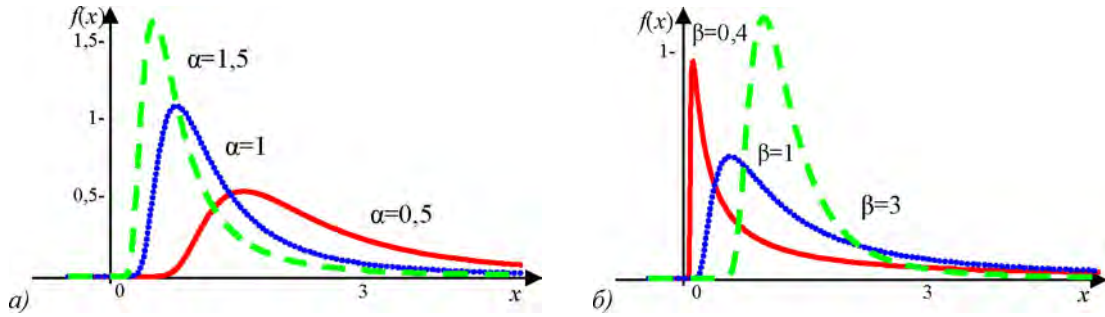 f(x)
1,5-
α=1,5
1-
α=1
0,5-
α=0,5
а)
0
3
x
f(x)
β=0,4
1-
β=1
β=3
б)
0
3
x